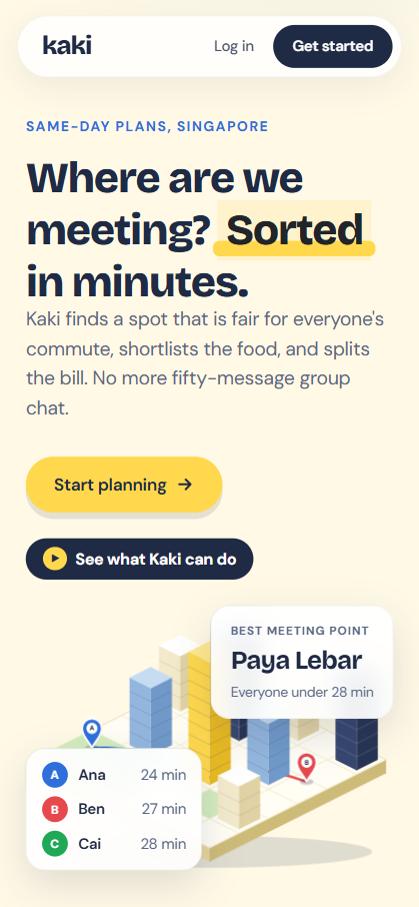 kaki
Log in
Get started
SAME-DAY PLANS, SINGAPORE
Where are we
meeting? Sorted
in minutes.
Kaki finds a spot that is fair for everyone's
commute, shortlists the food, and splits
the bill. No more fifty-message group
chat.
Start planning →
See what Kaki can do
BEST MEETING POINT
Paya Lebar
Everyone under 28 min
A
B
A Ana 24 min
B Ben 27 min
C Cai 28 min